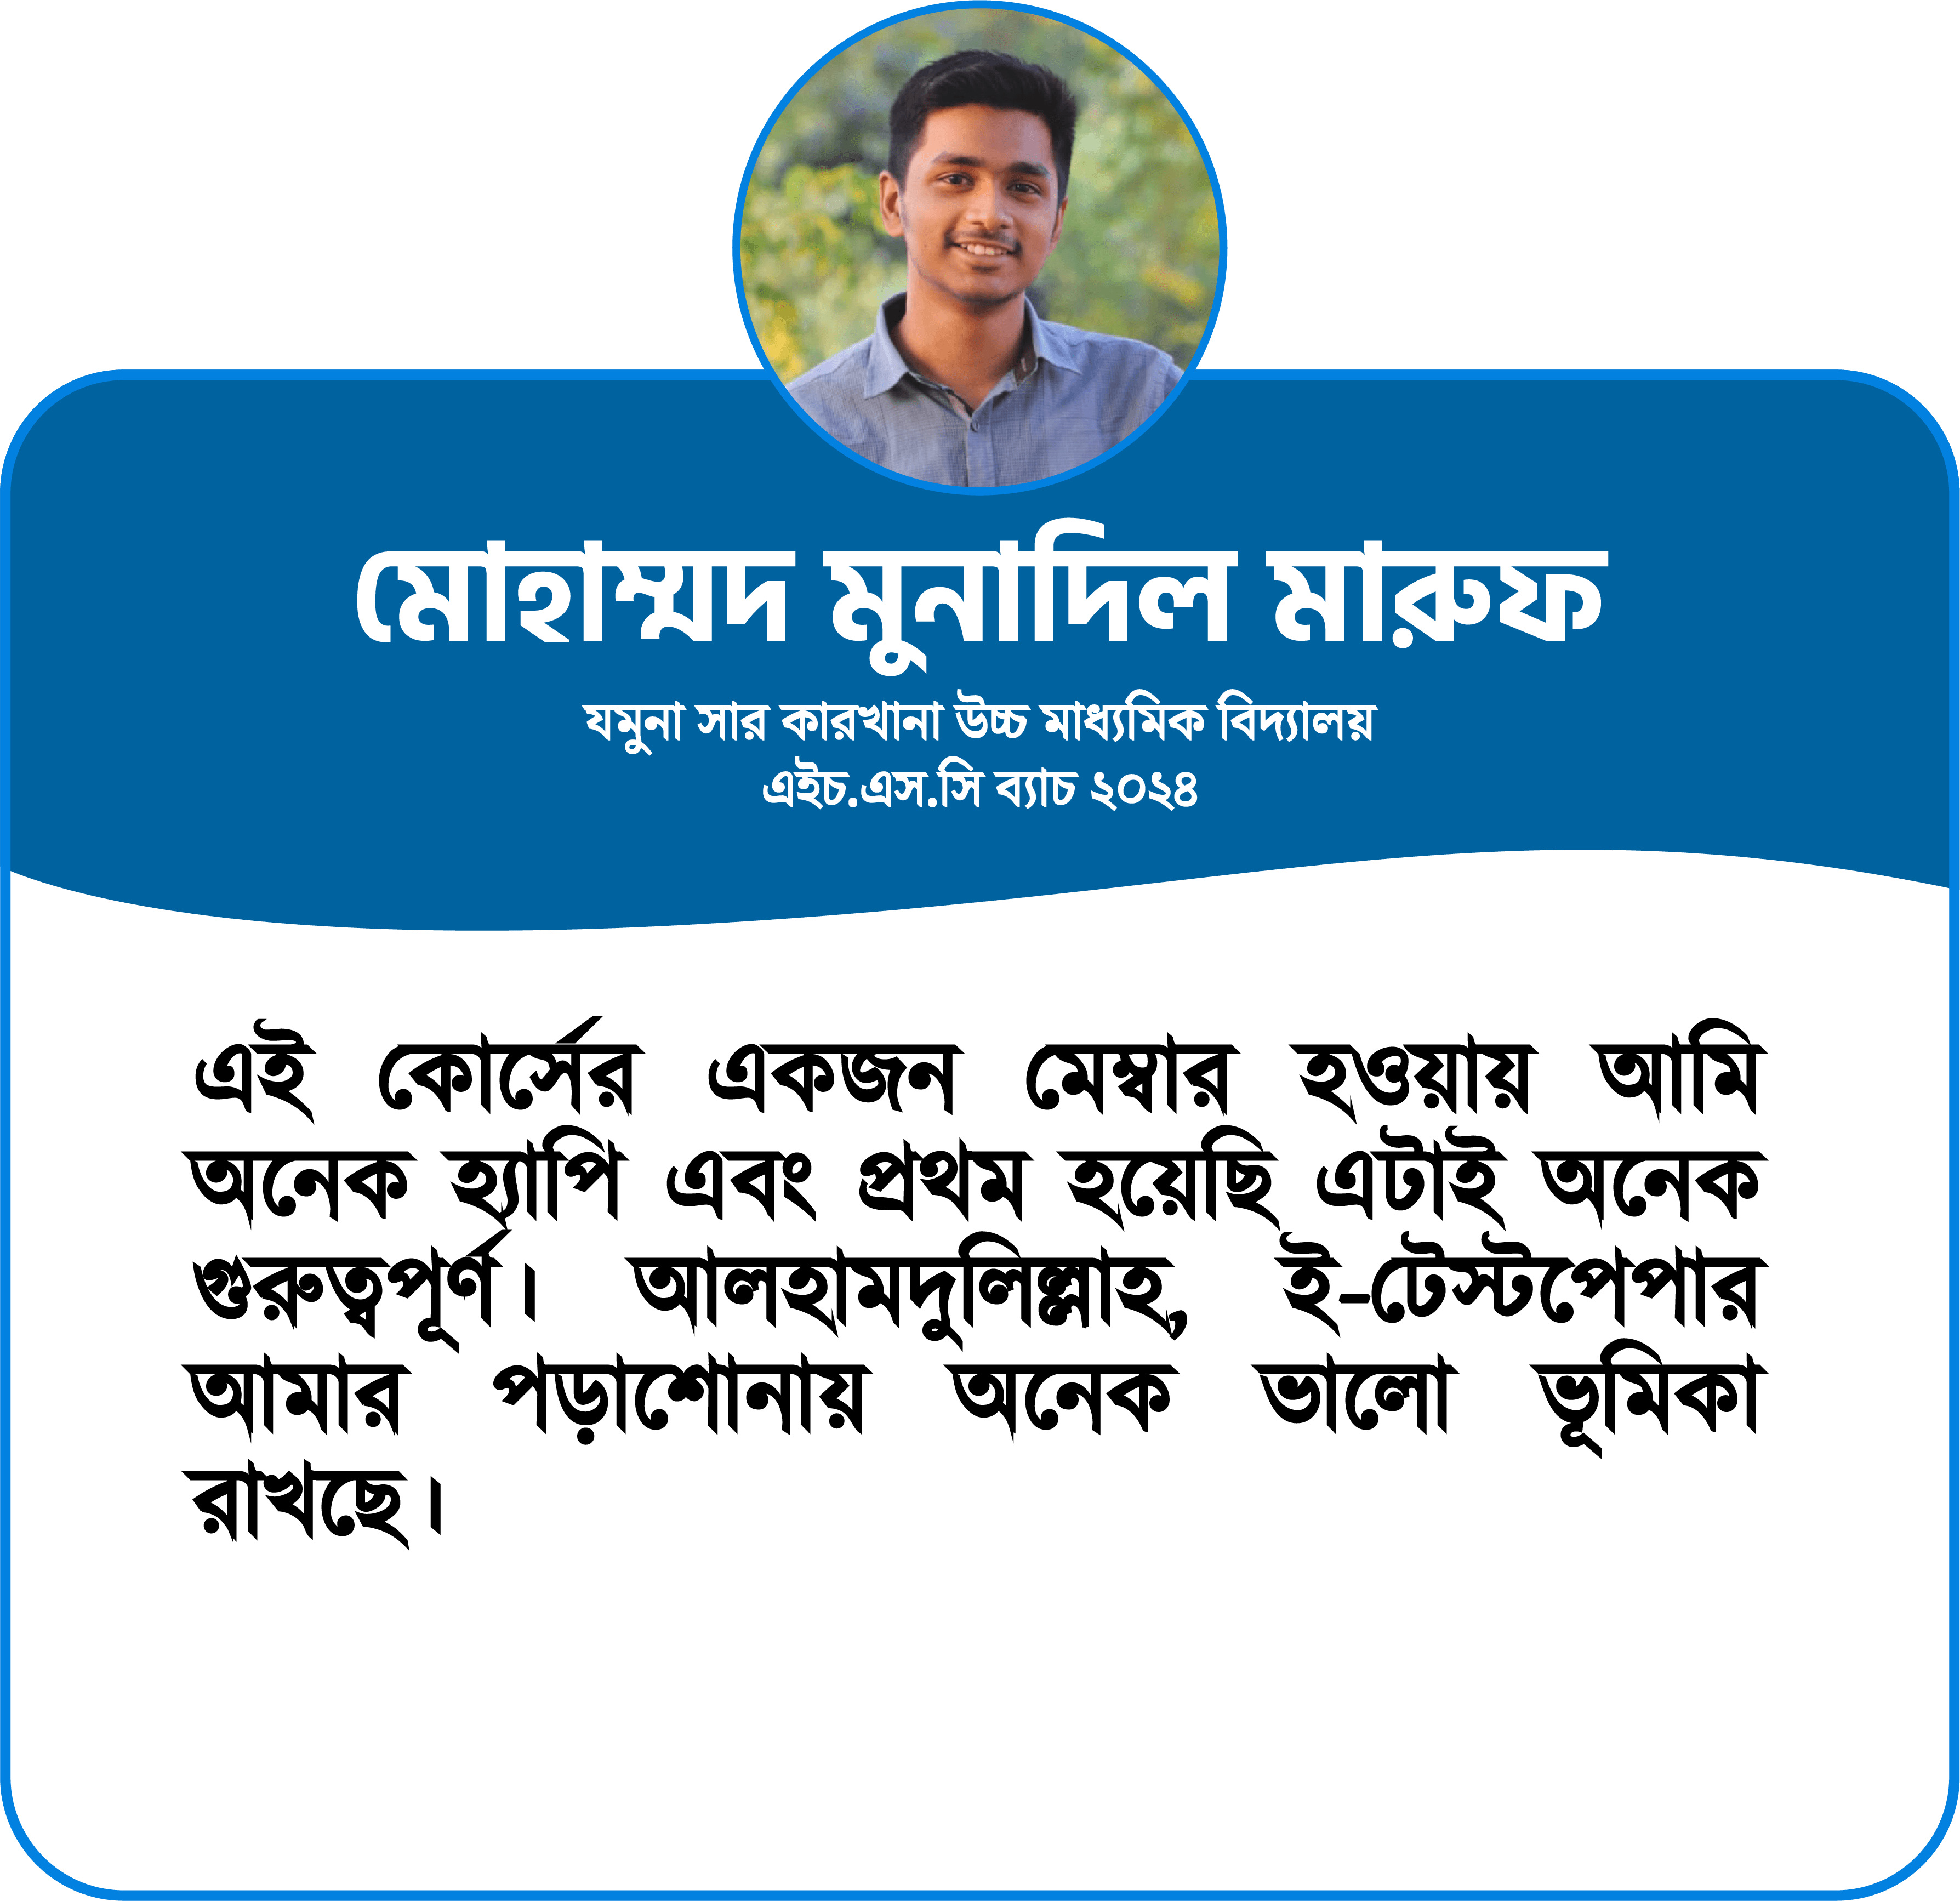 মোহাম্মদ মুনাদিল মারুফ
যমুনা সার কারখানা উচ্চ মাধ্যমিক বিদ্যালয়
এইচ.এস.সি ব্যাচ ২০২৪
এই কোর্সের একজন মেম্বার হওয়ায় আমি
অনেক হ্যাপি এবং প্রথম হয়েছি এটাই অনেক
গুরুত্বপূর্ণ। আলহামদুলিল্লাহ, ই-টেস্টপেপার
আমার পড়াশোনায় অনেক ভালো ভূমিকা
রাখছে।